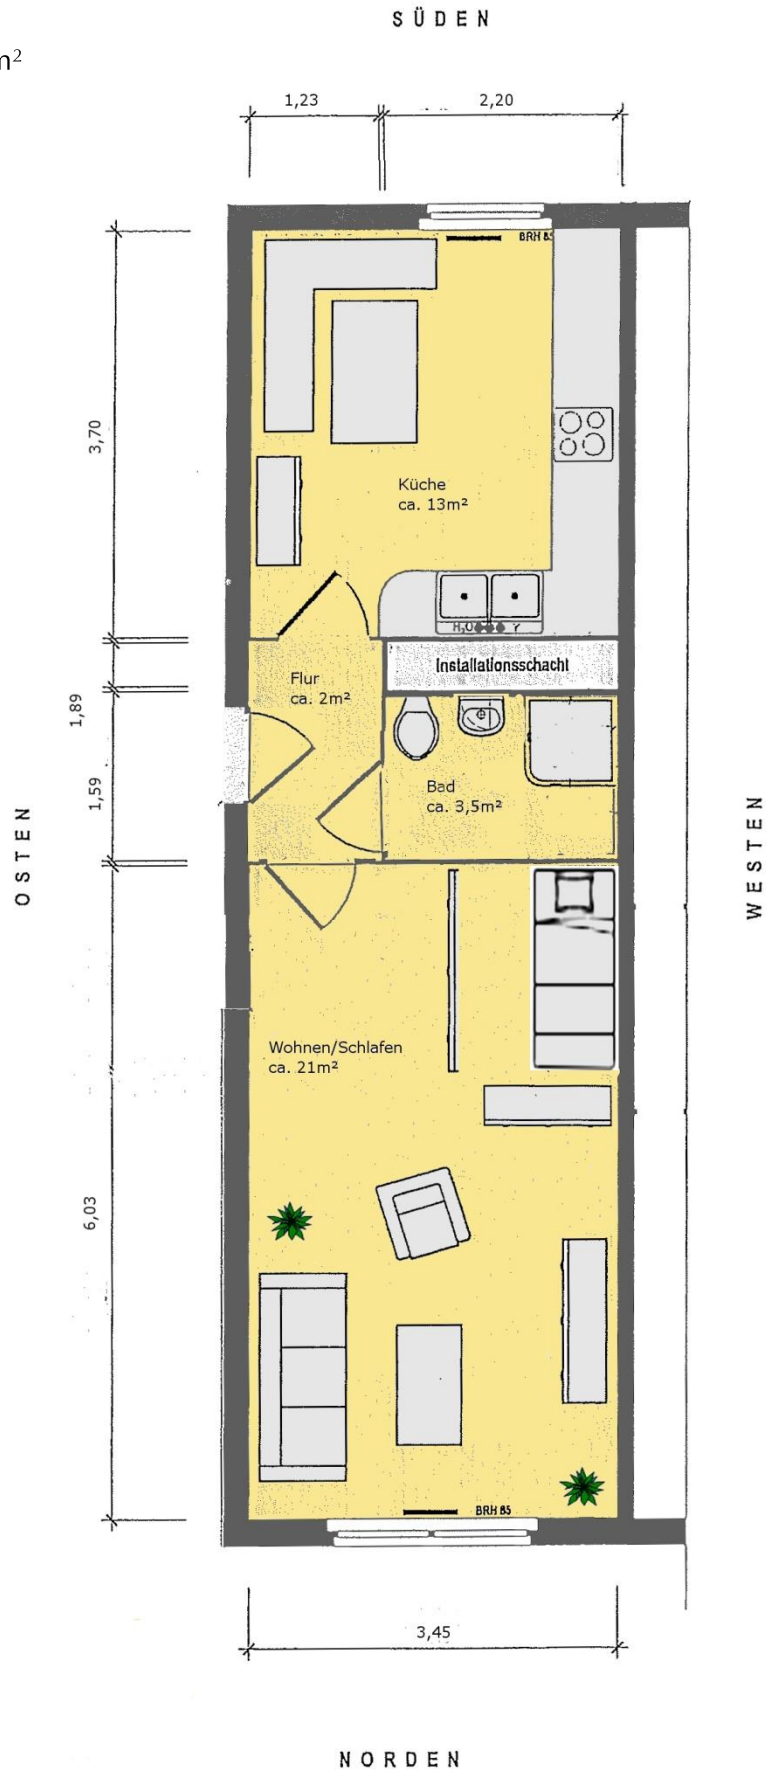 SÜDEN
m²
1,23
2,20
BRH 85
3,70
Küche
ca. 13m²
H₂O
Installationsschacht
Flur
ca. 2m²
1,89
1,59
Bad
ca. 3,5m²
OSTEN
WESTEN
Wohnen/Schlafen
ca. 21m²
6,03
BRH 85
3,45
NORDEN